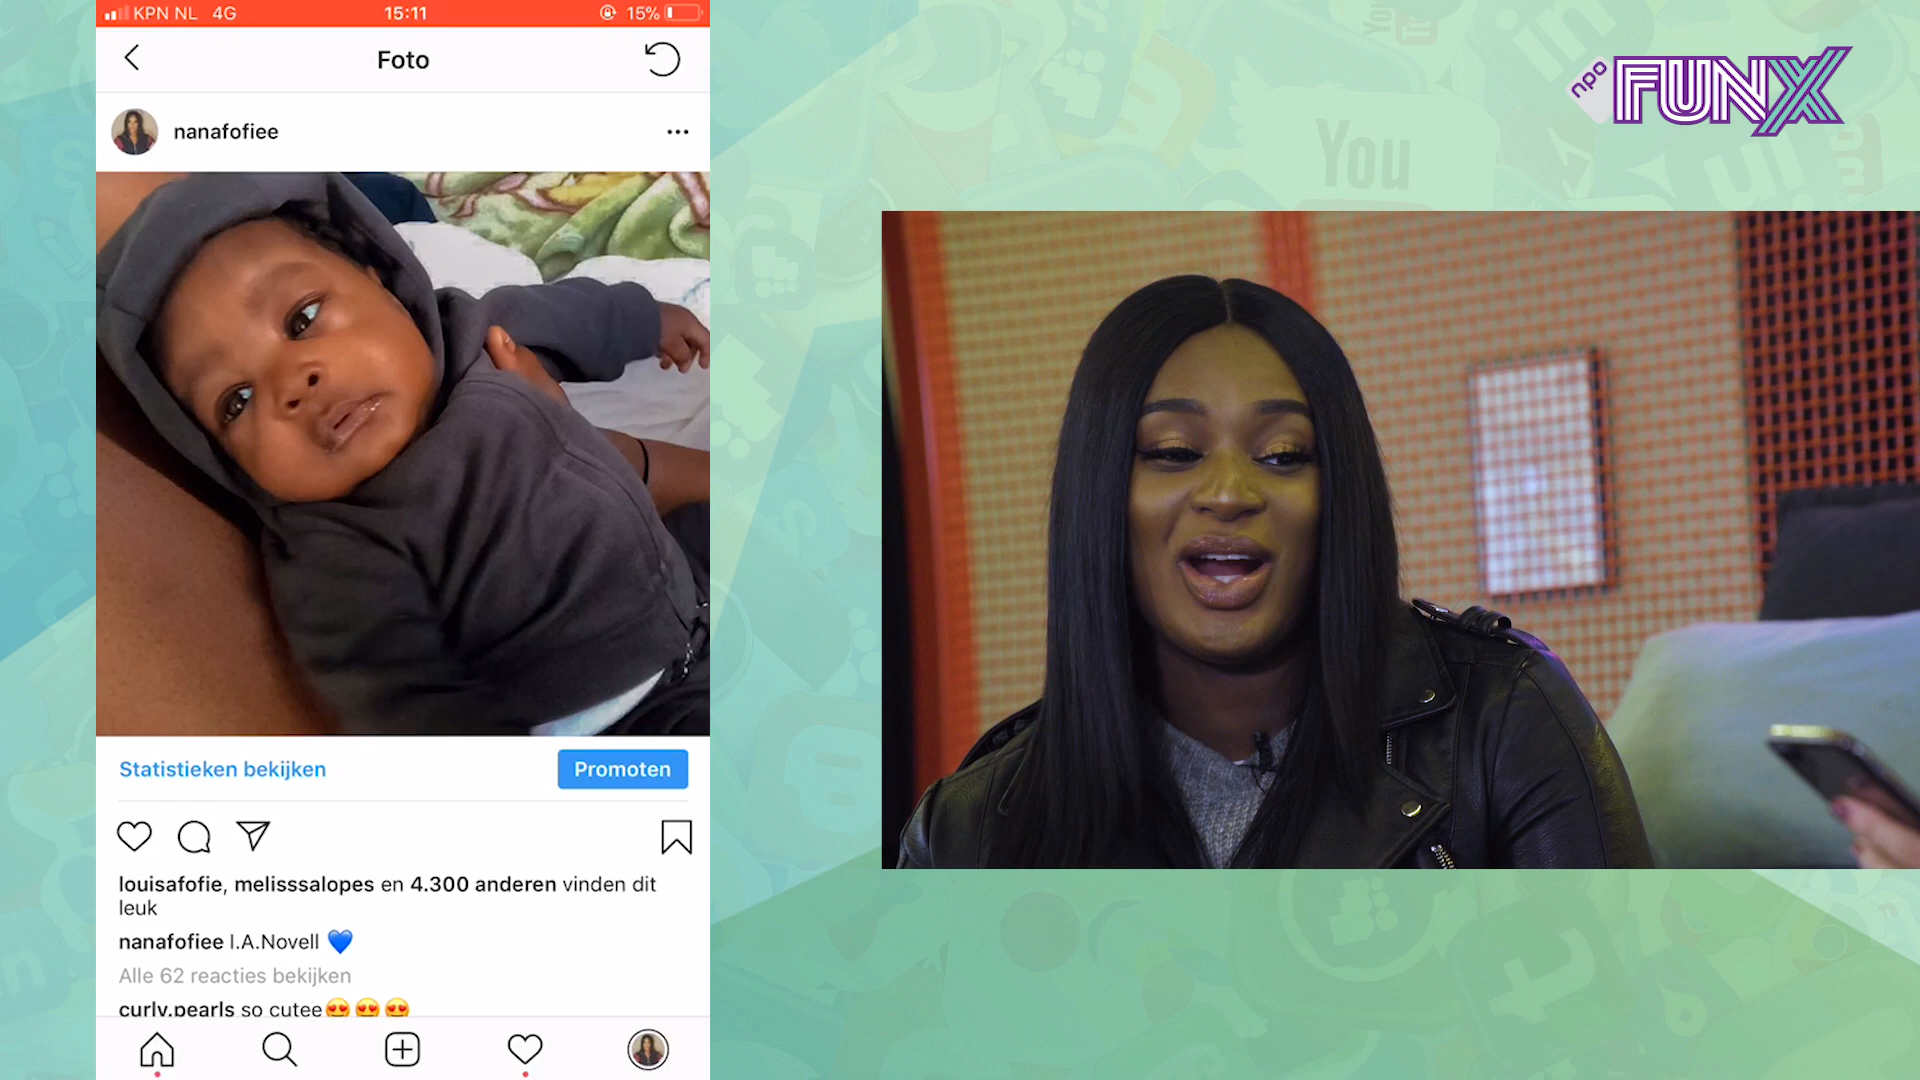 KPN NL 4G 15:11 15%
Foto
nanafofiee
Statistieken bekijken Promoten
louisafofie, melisssalopes en 4.300 anderen vinden dit
leuk
nanafofiee I.A.Novell 💙
Alle 62 reacties bekijken
curly.pearls so cutee😍😍😍
npo FUNX
You
in